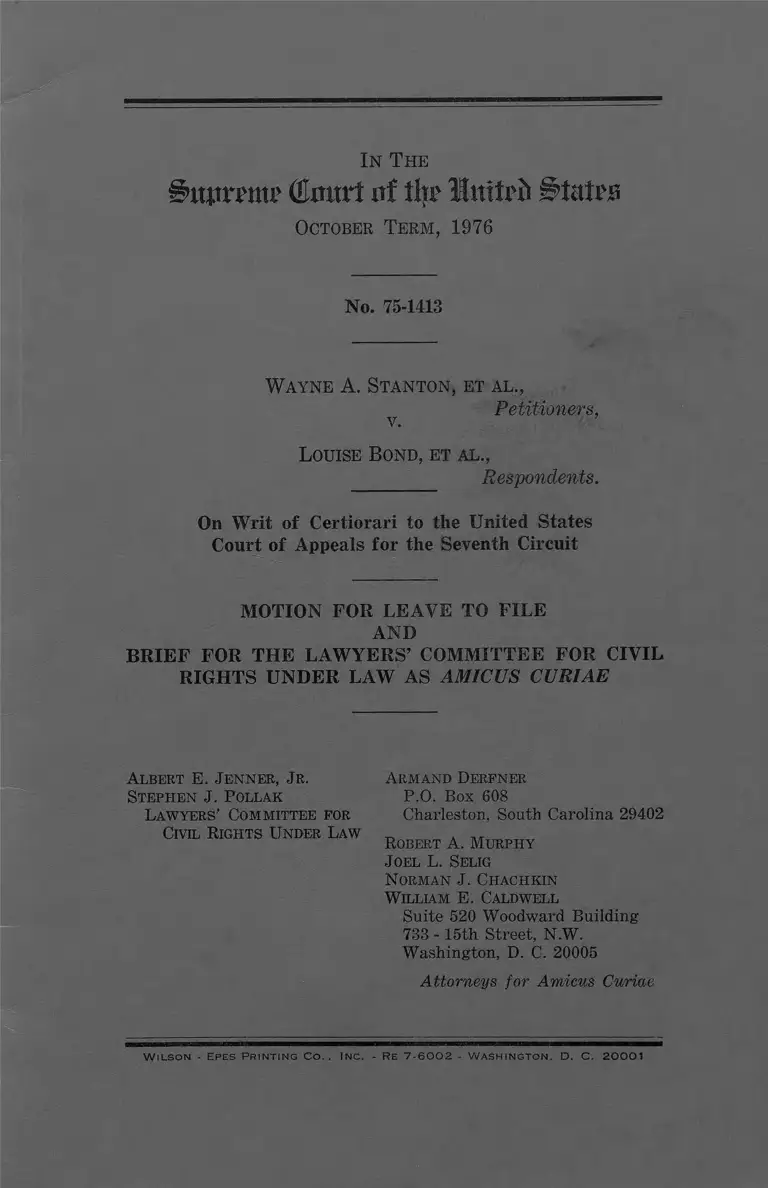 IN THE
Supreme Court of the United States
OCTOBER TERM, 1976
No. 75-1413
WAYNE A. STANTON, ET AL.,
Petitioners,
v.
LOUISE BOND, ET AL.,
Respondents.
On Writ of Certiorari to the United States
Court of Appeals for the Seventh Circuit
MOTION FOR LEAVE TO FILE
AND
BRIEF FOR THE LAWYERS' COMMITTEE FOR CIVIL
RIGHTS UNDER LAW AS AMICUS CURIAE
ALBERT E. JENNER, JR.
STEPHEN J. POLLAK
LAWYERS' COMMITTEE FOR
CIVIL RIGHTS UNDER LAW
ARMAND DERFNER
P.O. Box 608
Charleston, South Carolina 29402
ROBERT A. MURPHY
JOEL L. SELIG
NORMAN J. CHACHKIN
WILLIAM E. CALDWELL
Suite 520 Woodward Building
733 - 15th Street, N.W.
Washington, D. C. 20005
Attorneys for Amicus Curiae
WILSON - EPES PRINTING CO., INC. - RE 7-6002 - WASHINGTON, D. C. 20001